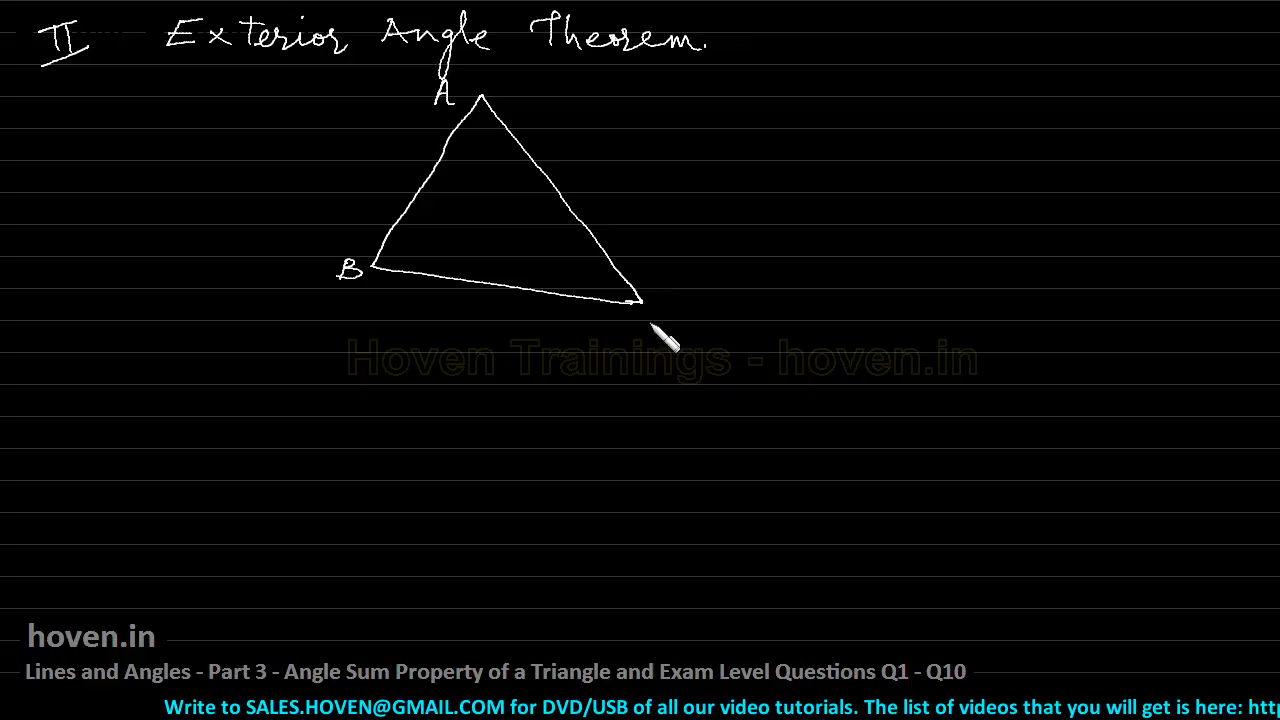 II Exterior Angle Theorem.
A
B
Hoven Trainings - hoven.in
hoven.in
Lines and Angles - Part 3 - Angle Sum Property of a Triangle and Exam Level Questions Q1 - Q10
Write to SALES.HOVEN@GMAIL.COM for DVD/USB of all our video tutorials. The list of videos that you will get is here: